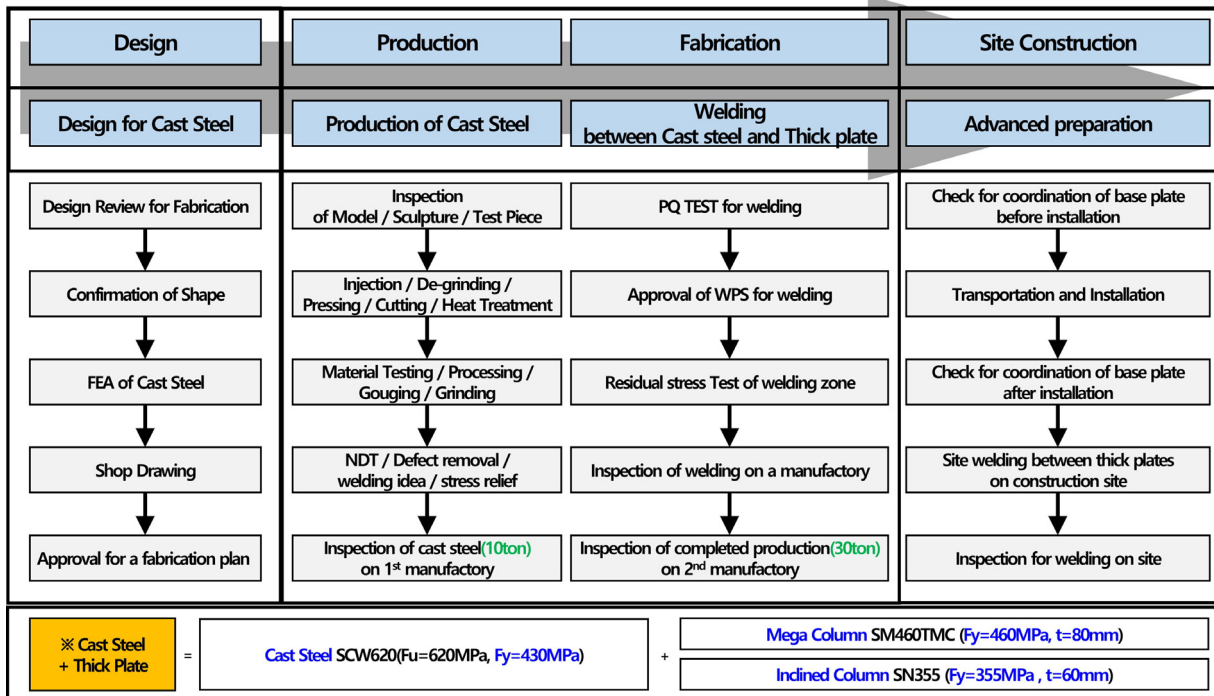 Design
Production
Fabrication
Site Construction
Design for Cast Steel
Production of Cast Steel
Welding
between Cast steel and Thick plate
Advanced preparation
Design Review for Fabrication
Confirmation of Shape
FEA of Cast Steel
Shop Drawing
Approval for a fabrication plan
Inspection
of Model / Sculpture / Test Piece
Injection / De-grinding /
Pressing / Cutting / Heat Treatment
Material Testing / Processing /
Gouging / Grinding
NDT / Defect removal /
welding idea / stress relief
Inspection of cast steel(10ton)
on 1st manufactory
PQ TEST for welding
Approval of WPS for welding
Residual stress Test of welding zone
Inspection of welding on a manufactory
Inspection of completed production(30ton)
on 2nd manufactory
Check for coordination of base plate
before installation
Transportation and Installation
Check for coordination of base plate
after installation
Site welding between thick plates
on construction site
Inspection for welding on site
※ Cast Steel
+ Thick Plate
=
Cast Steel SCW620(Fu=620MPa, Fy=430MPa)
+
Mega Column SM460TMC (Fy=460MPa, t=80mm)
Inclined Column SN355 (Fy=355MPa , t=60mm)